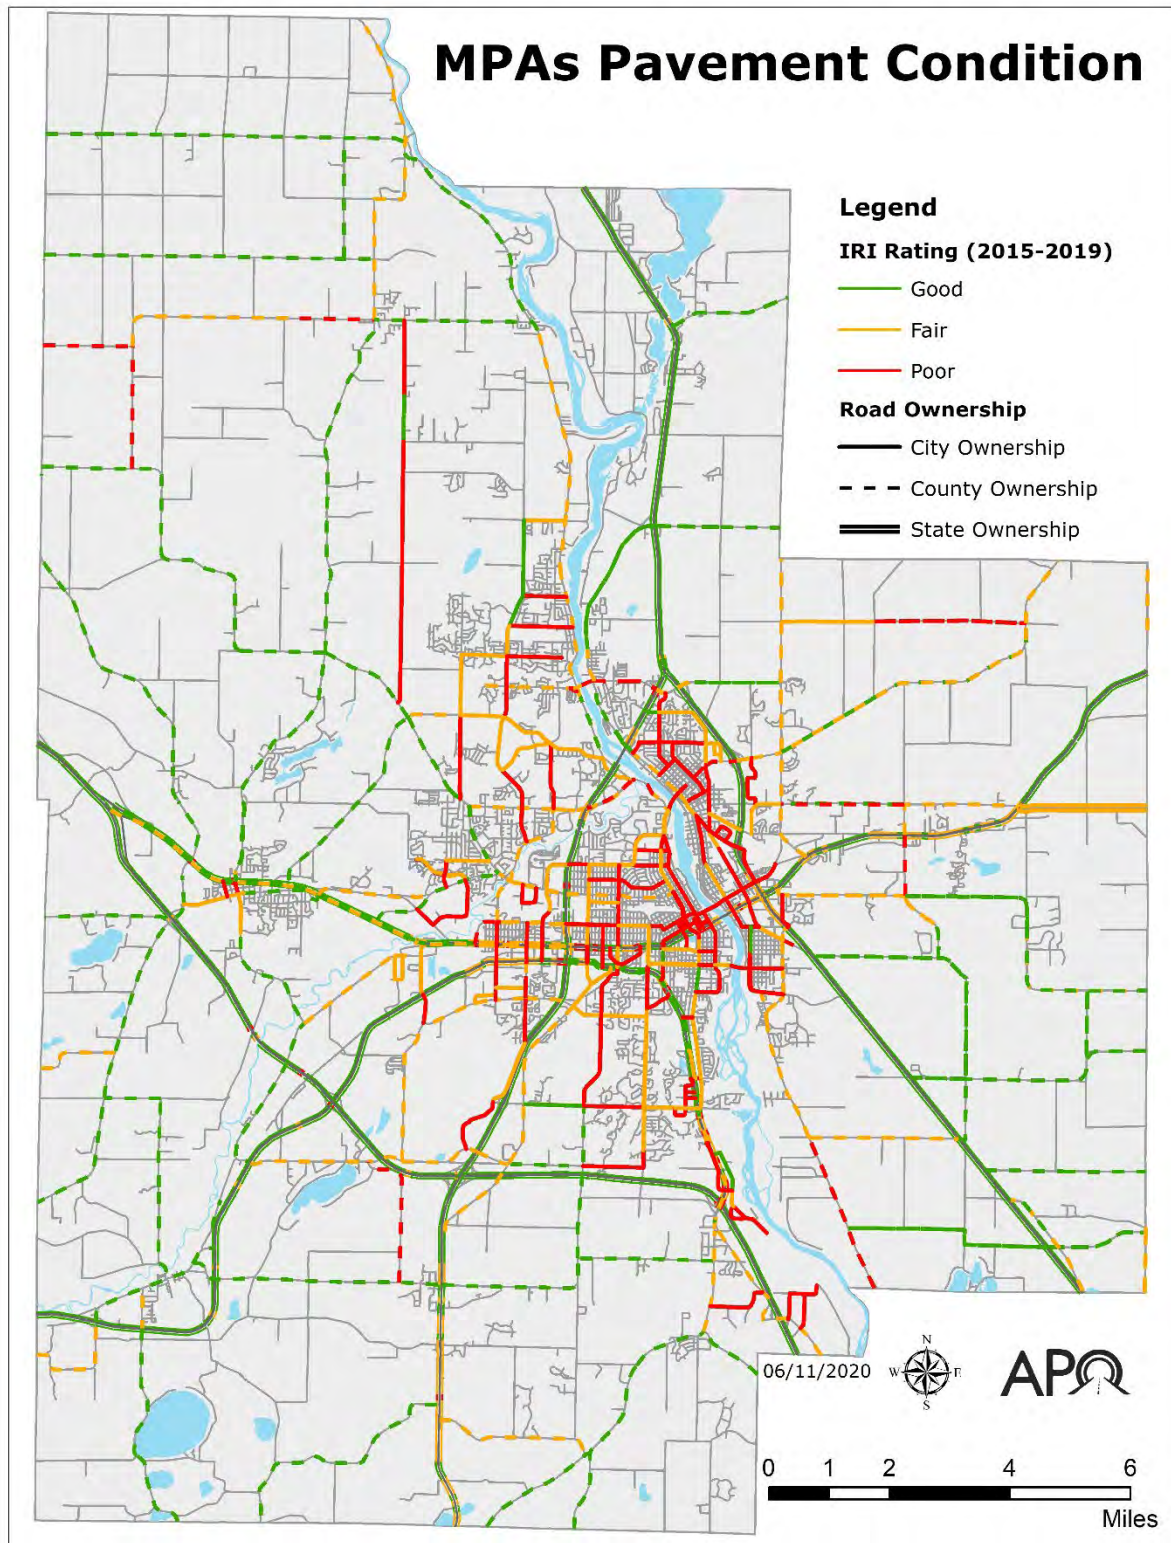 MPAs Pavement Condition
Legend
IRI Rating (2015-2019)
Good
Fair
Poor
Road Ownership
City Ownership
County Ownership
State Ownership
06/11/2020
N
W
E
S
APO
0 1 2 4 6
Miles